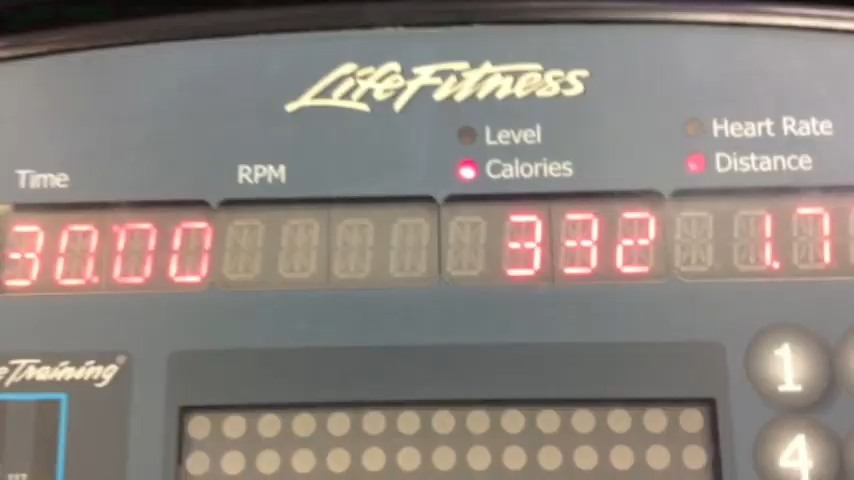 LifeFitness
Level
Heart Rate
Time
RPM
Calories
Distance
30:00
332
1.7
e Training®
1
4